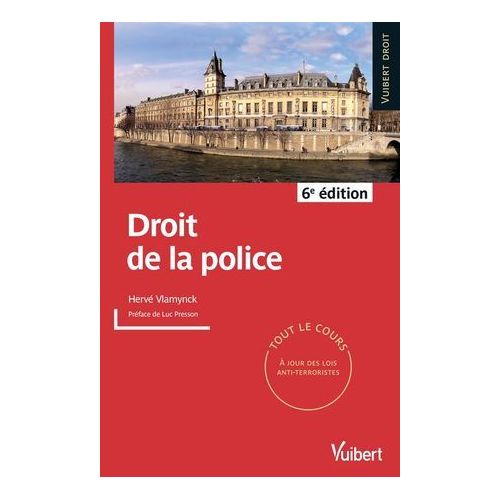 VUIBERT DROIT
6e édition
Droit
de la police
Hervé Vlamynck
Préface de Luc Presson
TOUT LE COURS
À JOUR DES LOIS
ANTI-TERRORISTES
Vuibert